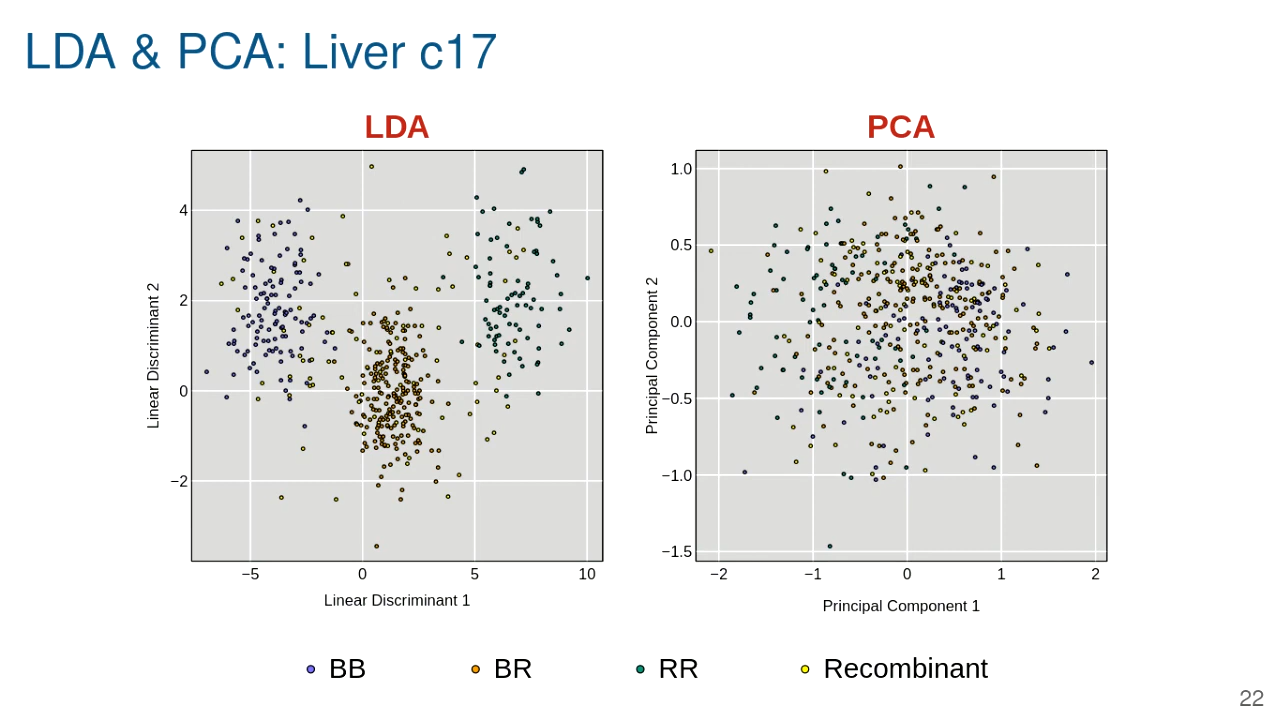 LDA & PCA: Liver c17
LDA
PCA
4
2
0
−2
Linear Discriminant 2
−5
0
5
10
Linear Discriminant 1
1.0
0.5
0.0
−0.5
−1.0
−1.5
Principal Component 2
−2
−1
0
1
2
Principal Component 1
BB
BR
RR
Recombinant
22